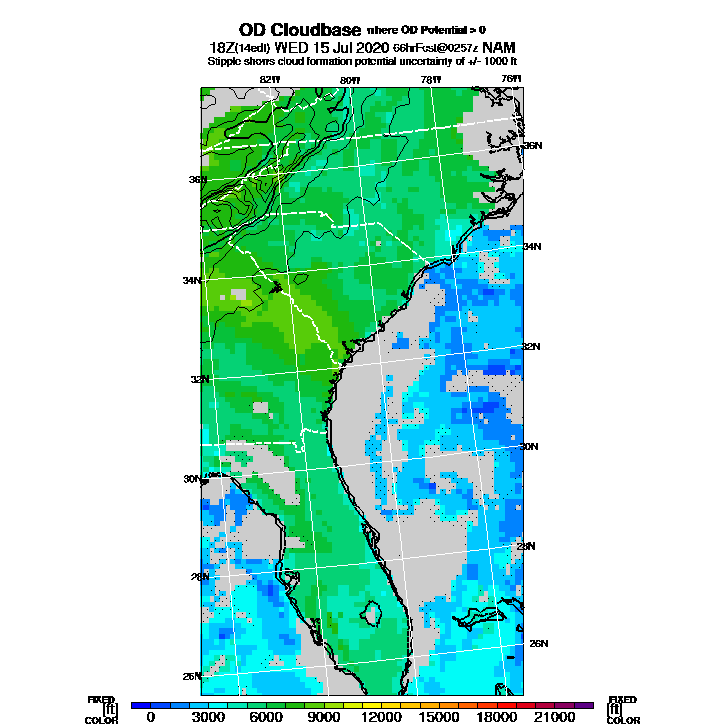 OD Cloudbase where OD Potential > 0
18Z(14edt) WED 15 Jul 2020 66hrFcst@0257z NAM
Stipple shows cloud formation potential uncertainty of +/- 1000 ft
82W 80W 78W 76W
36N
36N
34N
34N
32N
32N
30N
30N
28N
28N
26N
26N
FIXED FIXED
[ft] [ft]
COLOR COLOR
0 3000 6000 9000 12000 15000 18000 21000